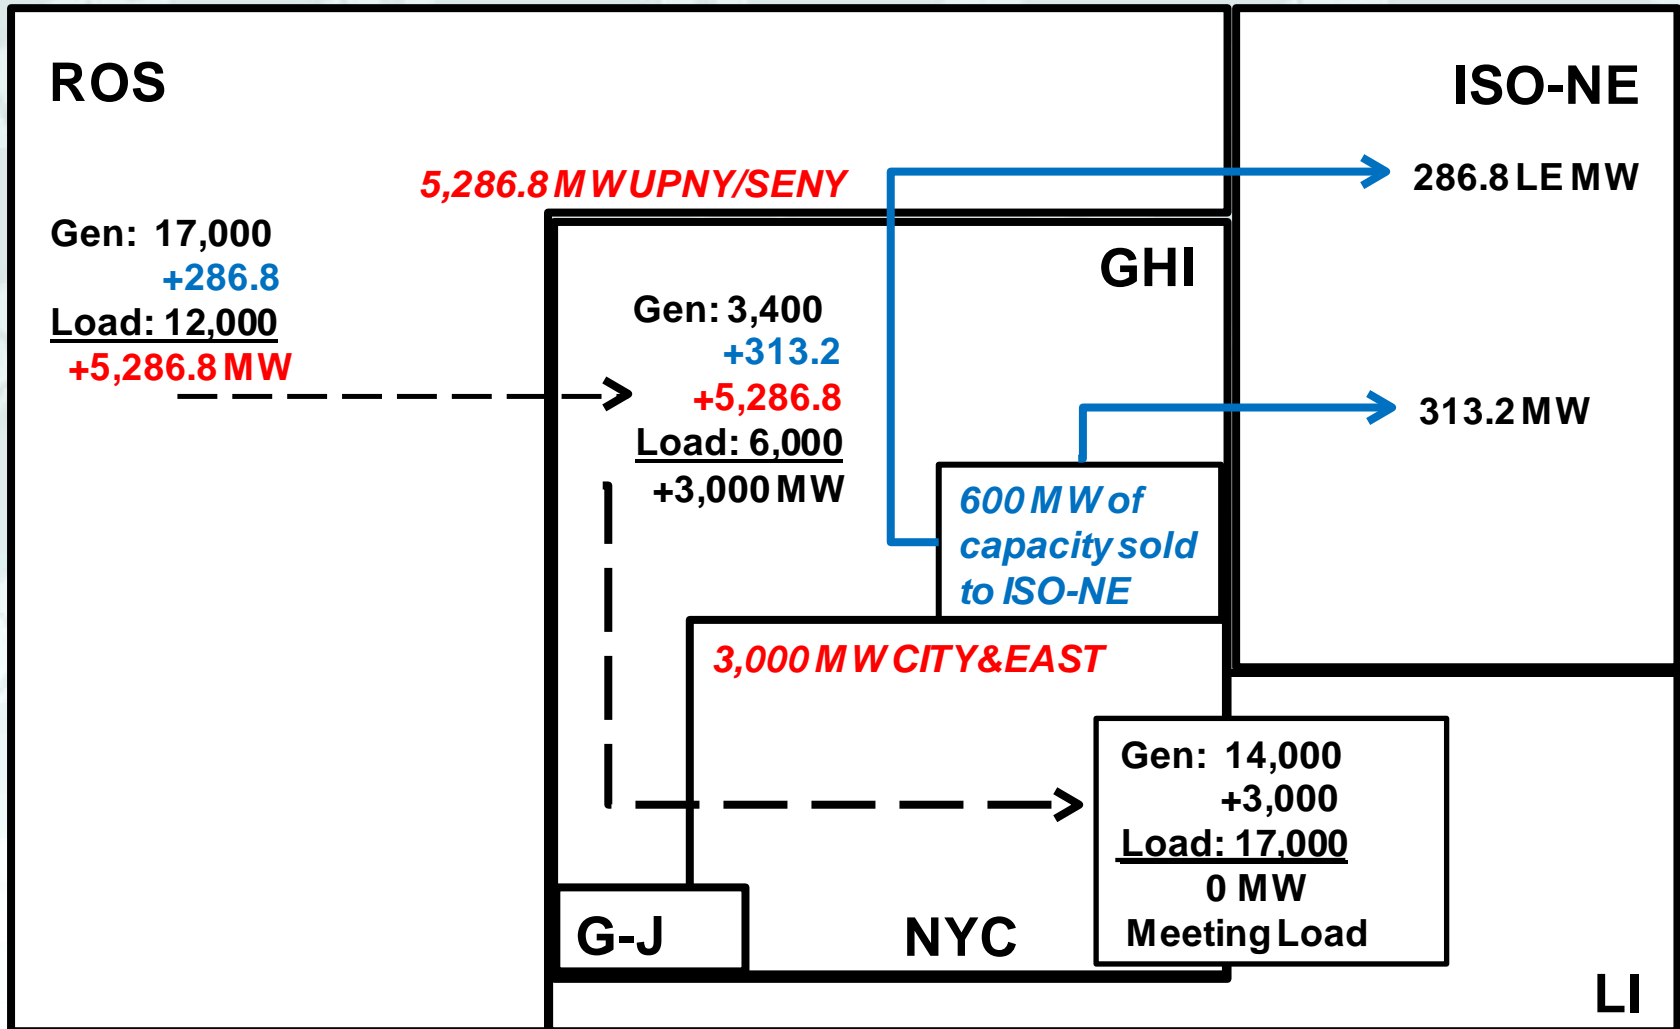 ROS
ISO-NE
5,286.8 MW UPNY/SENY
286.8 LE MW
Gen: 17,000
+286.8
Load: 12,000
+5,286.8 MW
GHI
Gen: 3,400
+313.2
+5,286.8
Load: 6,000
+3,000 MW
313.2 MW
600 MW of
capacity sold
to ISO-NE
3,000 MW CITY&EAST
Gen: 14,000
+3,000
Load: 17,000
0 MW
Meeting Load
G-J
NYC
LI